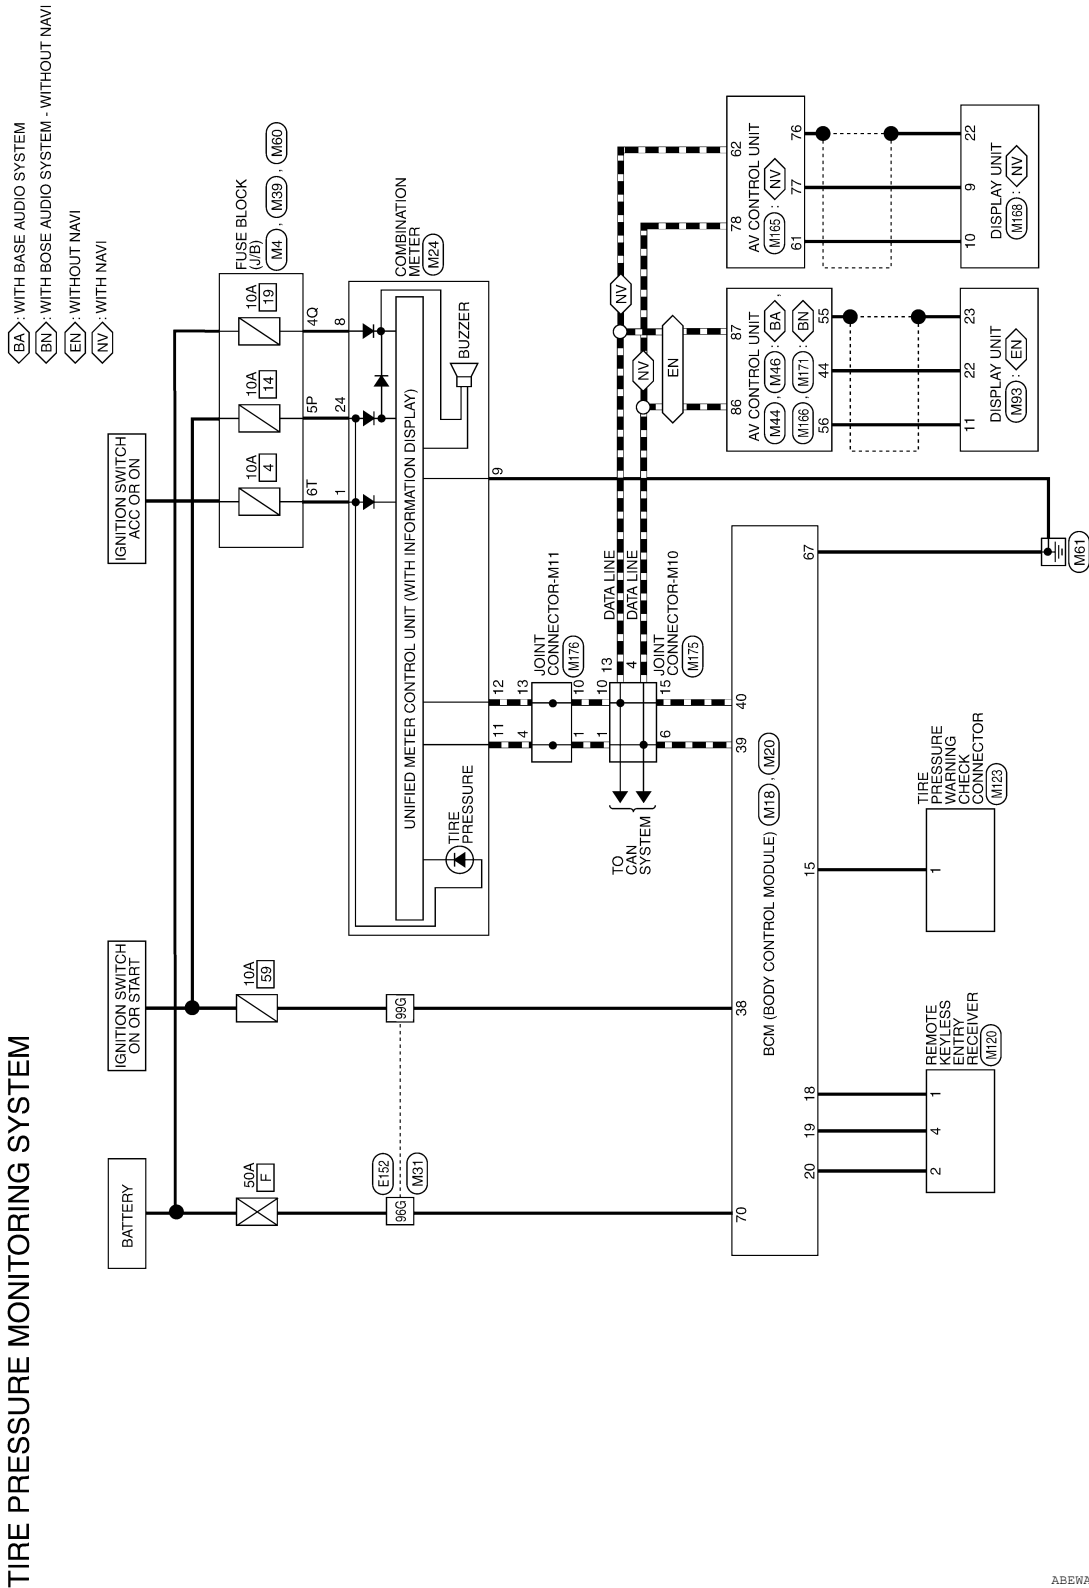 TIRE PRESSURE MONITORING SYSTEM
BA : WITH BASE AUDIO SYSTEM
BN : WITH BOSE AUDIO SYSTEM - WITHOUT NAVI
EN : WITHOUT NAVI
NV : WITH NAVI
BATTERY
IGNITION SWITCH
ON OR START
IGNITION SWITCH
ACC OR ON
50A
F
10A
59
10A
4
10A
14
10A
19
FUSE BLOCK
(J/B)
M4 , M39 , M60
6T
5P
4Q
1
24
8
COMBINATION
METER
M24
UNIFIED METER CONTROL UNIT (WITH INFORMATION DISPLAY)
BUZZER
TIRE
PRESSURE
E152
96G
M31
99G
11
12
9
4
13
JOINT
CONNECTOR-M11
M176
1
10
1
10
13
4
DATA LINE
DATA LINE
JOINT
CONNECTOR-M10
M175
6
15
TO
CAN
SYSTEM
NV
NV
EN
70
38
39
40
BCM (BODY CONTROL MODULE) M18 , M20
20
19
18
15
67
2
4
1
REMOTE
KEYLESS
ENTRY
RECEIVER
M120
1
TIRE
PRESSURE
WARNING
CHECK
CONNECTOR
M123
M61
86
87
AV CONTROL UNIT
M44 , M46 : BA ,
M166 , M171 : BN
56
44
55
11
22
23
DISPLAY UNIT
M93 : EN
78
62
AV CONTROL UNIT
M165 : NV
61
77
76
10
9
22
DISPLAY UNIT
M168 : NV